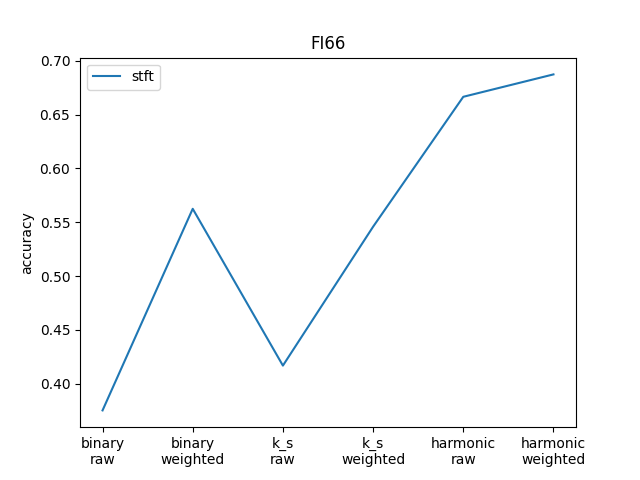 FI66
stft
accuracy
0.70
0.65
0.60
0.55
0.50
0.45
0.40
binary
raw
binary
weighted
k_s
raw
k_s
weighted
harmonic
raw
harmonic
weighted